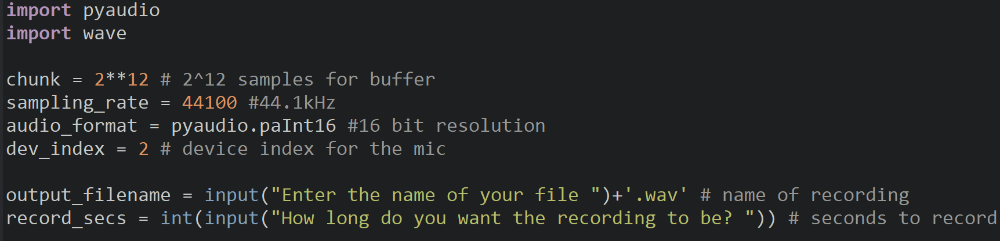 import pyaudio
import wave
chunk = 2**12 # 2^12 samples for buffer
sampling_rate = 44100 #44.1kHz
audio_format = pyaudio.paInt16 #16 bit resolution
dev_index = 2 # device index for the mic
output_filename = input("Enter the name of your file ")+'.wav' # name of recording
record_secs = int(input("How long do you want the recording to be? ")) # seconds to record